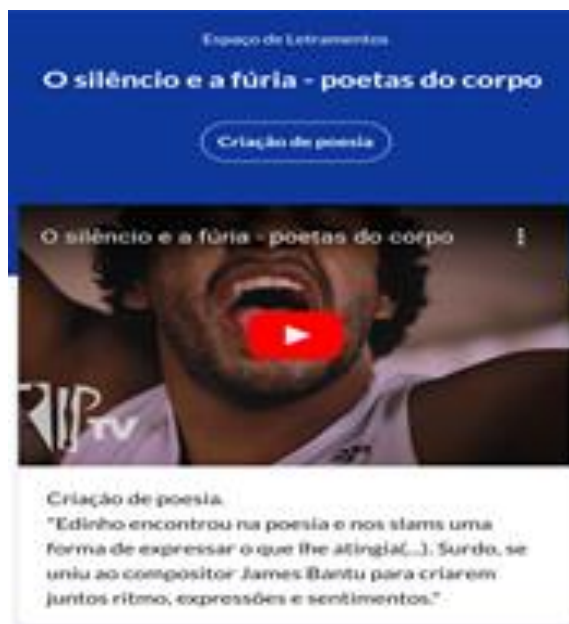 Espaço de Letramentos
O silêncio e a fúria - poetas do corpo
Criação de poesia
O silêncio e a fúria - poetas do corpo
TRIP TV
Criação de poesia.
"Edinho encontrou na poesia e nos slams uma
forma de expressar o que lhe atingia(...). Surdo, se
uniu ao compositor James Bantu para criarem
juntos ritmo, expressões e sentimentos."